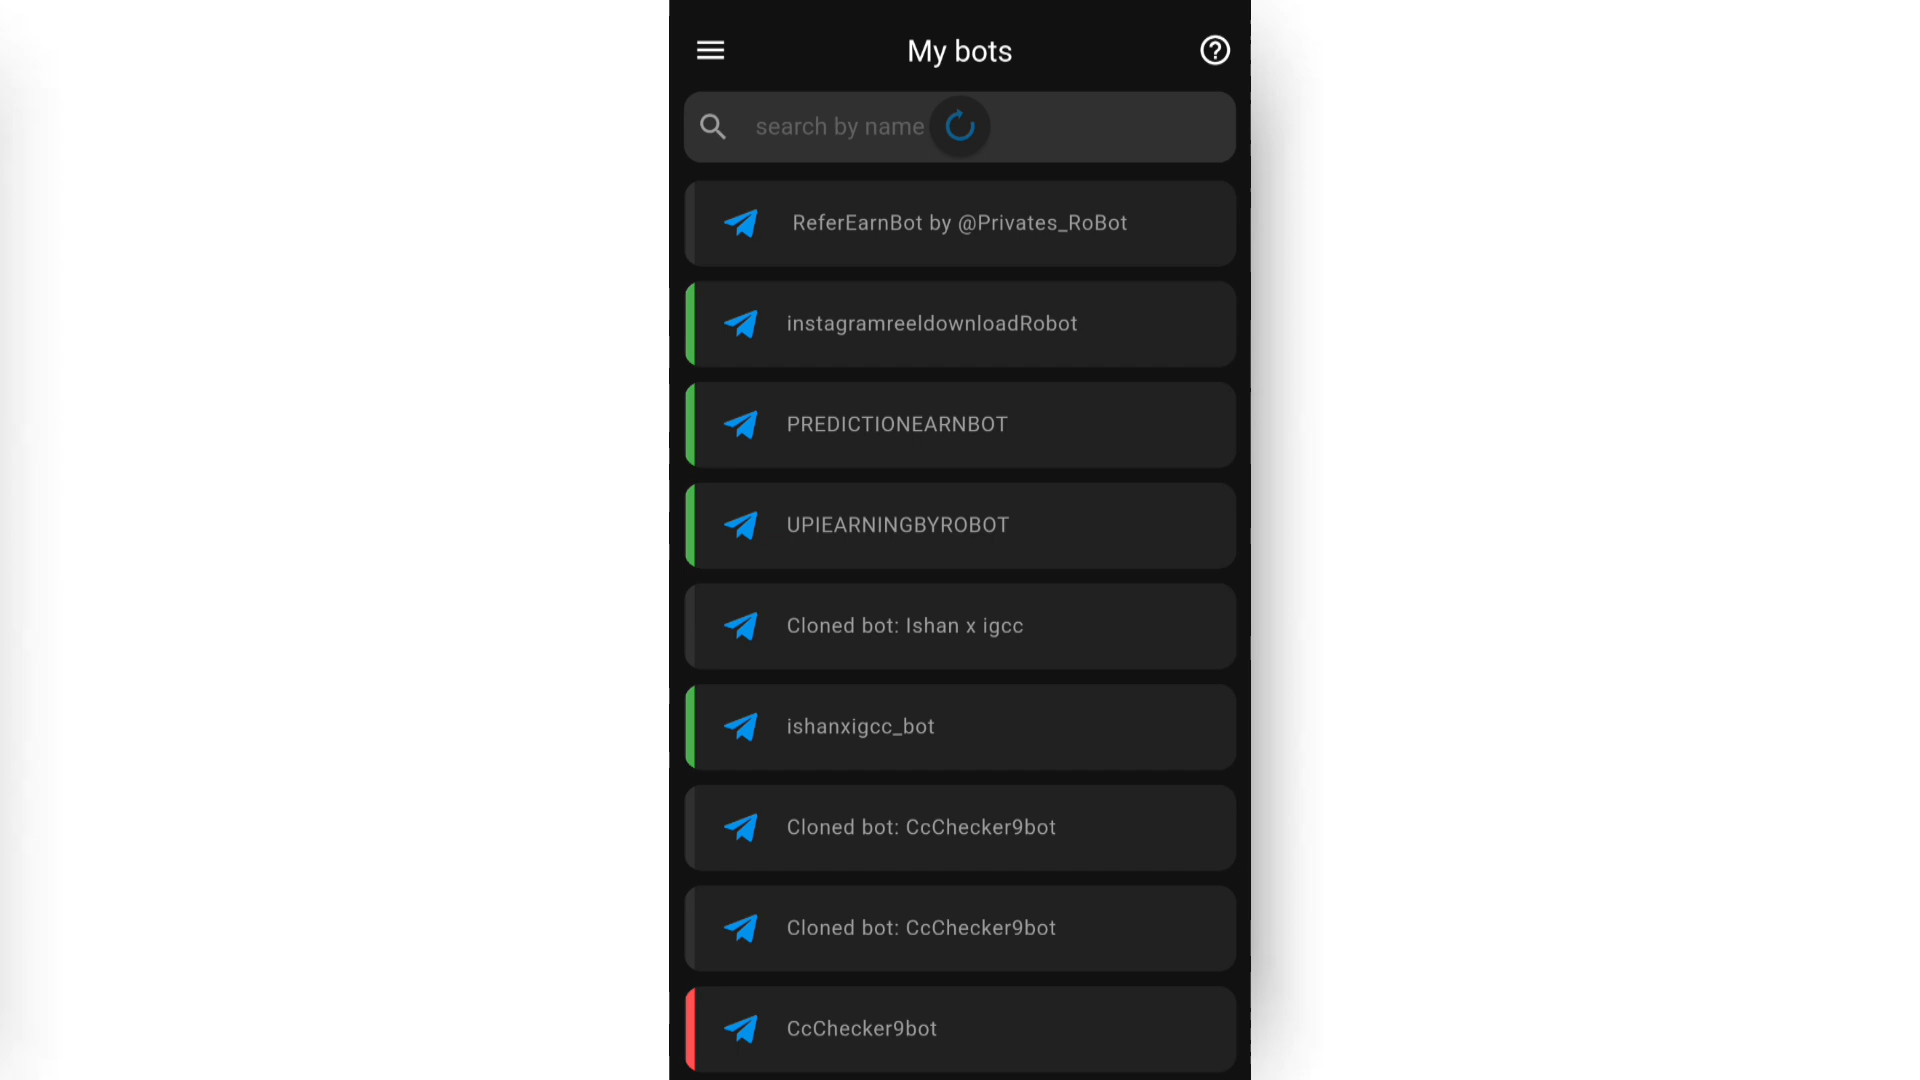 My bots
search by name
ReferEarnBot by @Privates_RoBot
instagramreeldownloadRobot
PREDICTIONEARNBOT
UPIEARNINGBYROBOT
Cloned bot: Ishan x igcc
ishanxigcc_bot
Cloned bot: CcChecker9bot
Cloned bot: CcChecker9bot
CcChecker9bot